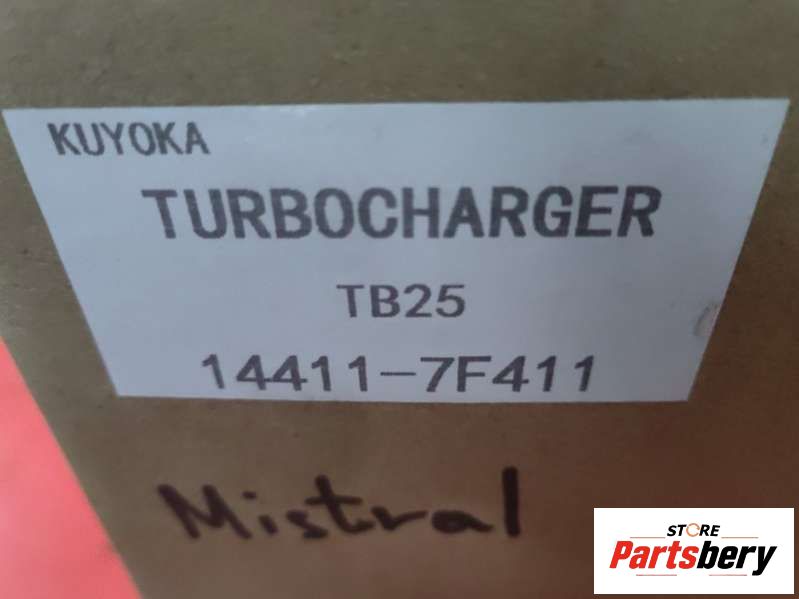 KUYOKA
TURBOCHARGER
TB25
14411-7F411
Mistral
STORE
Partsbery